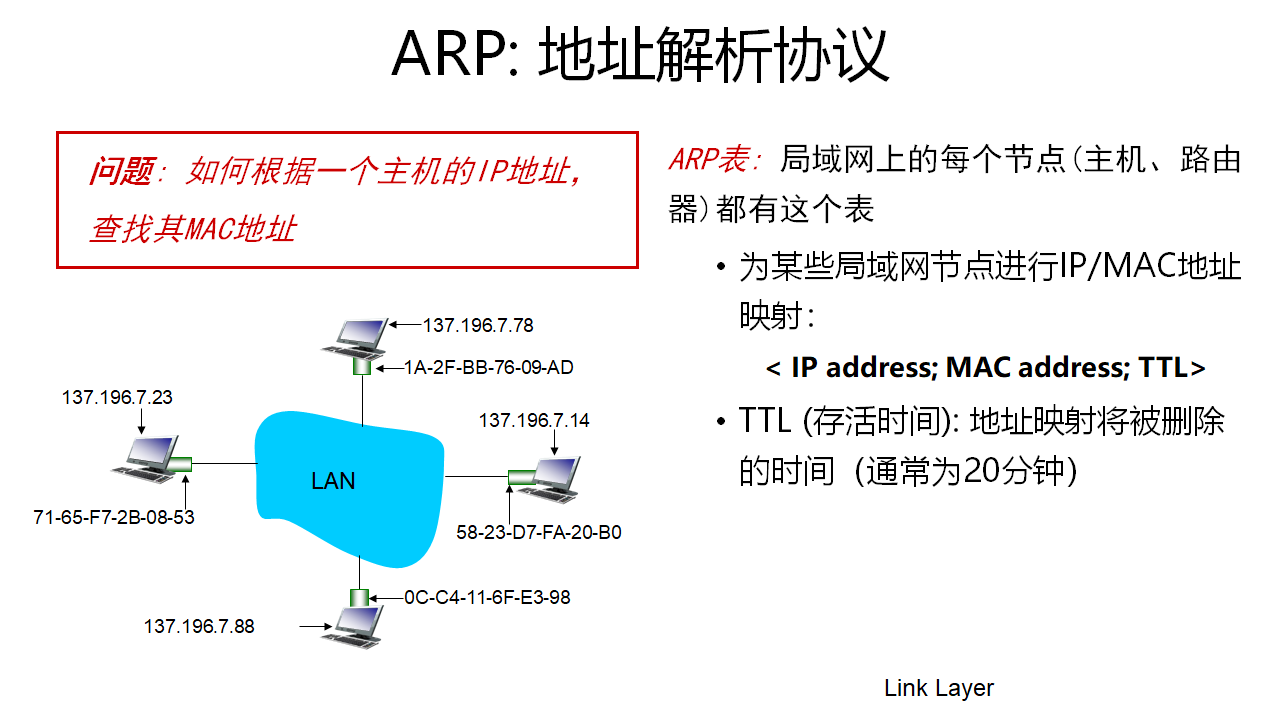 ARP: 地址解析协议
问题: 如何根据一个主机的IP地址，
查找其MAC地址
ARP表: 局域网上的每个节点(主机、路由
器)都有这个表
• 为某些局域网节点进行IP/MAC地址
映射:
< IP address; MAC address; TTL>
• TTL (存活时间): 地址映射将被删除
的时间（通常为20分钟）
137.196.7.78
1A-2F-BB-76-09-AD
137.196.7.23
137.196.7.14
LAN
71-65-F7-2B-08-53
58-23-D7-FA-20-B0
0C-C4-11-6F-E3-98
137.196.7.88
Link Layer